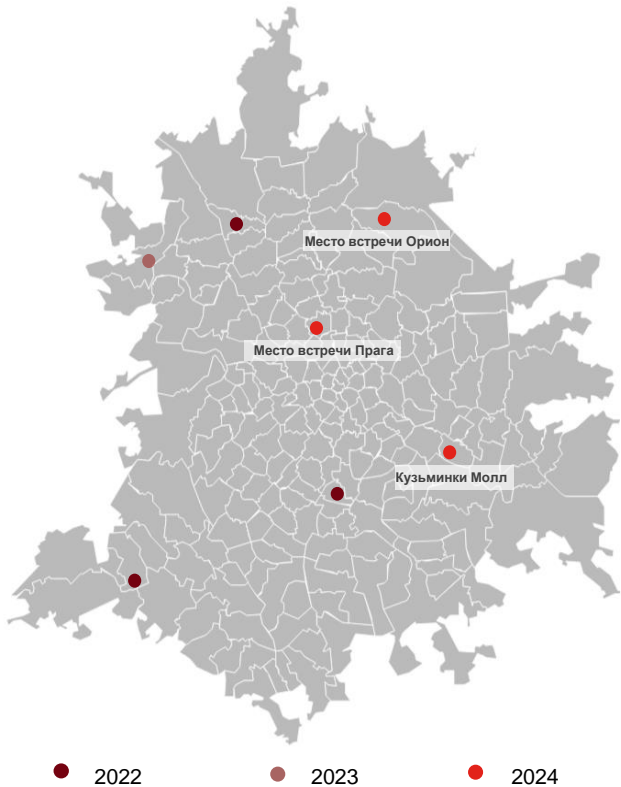 Место встречи Орион
Место встречи Прага
Кузьминки Молл
2022
2023
2024